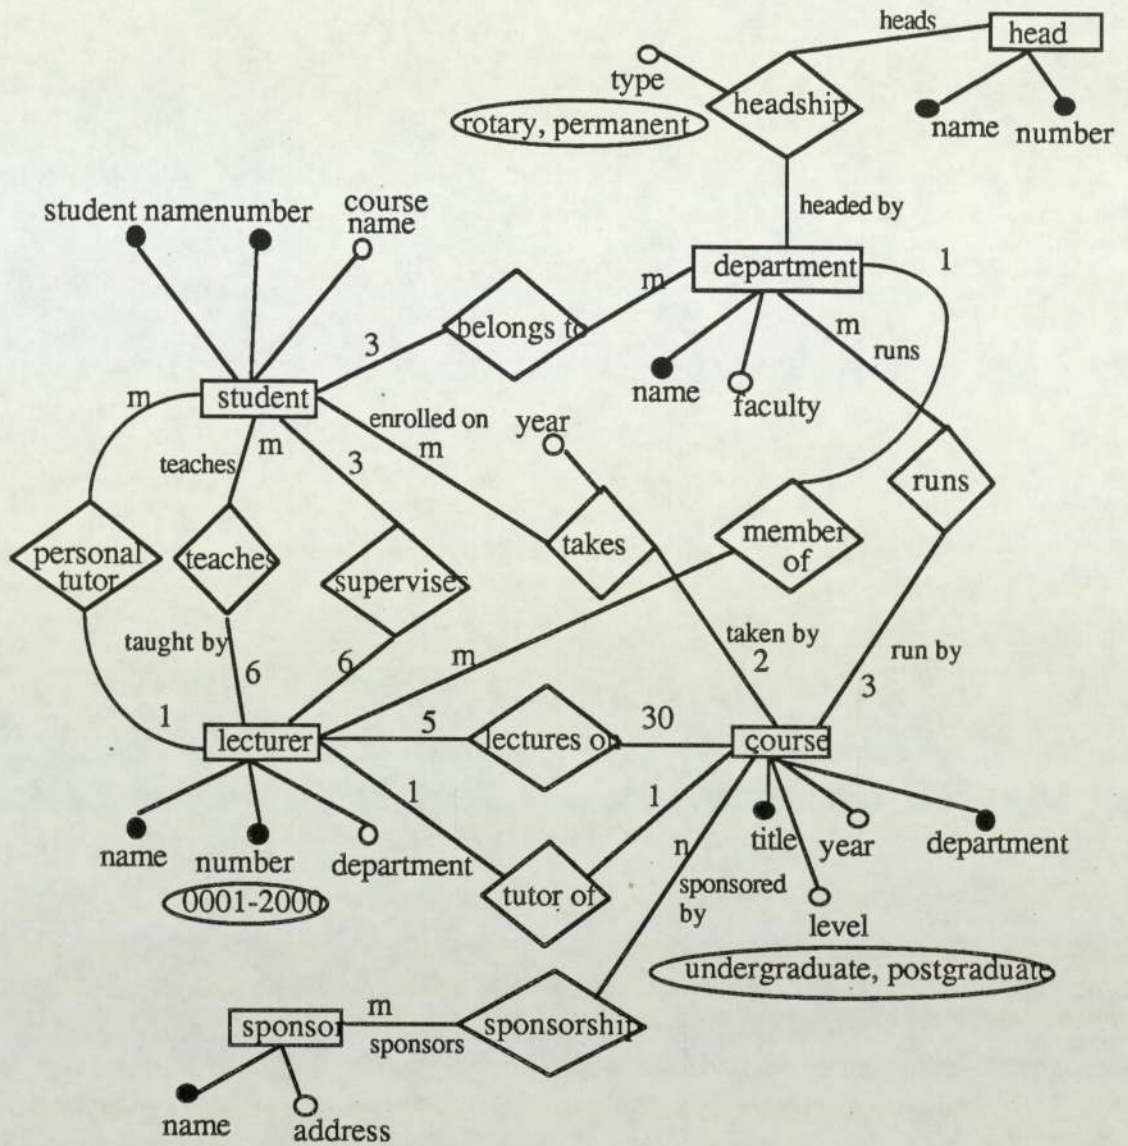 heads
head
type
headship
rotary, permanent
name
number
student name
number
course
name
headed by
department
1
m
belongs to
3
m
runs
name
faculty
student
m
enrolled on
m
year
teaches
m
3
runs
personal
tutor
teaches
supervises
takes
member
of
taught by
6
6
m
taken by
2
run by
3
1
lecturer
5
lectures on
30
course
1
1
name
number
department
0001-2000
title
year
department
n
tutor of
sponsored
by
level
undergraduate, postgraduate
sponsor
m
sponsors
sponsorship
name
address